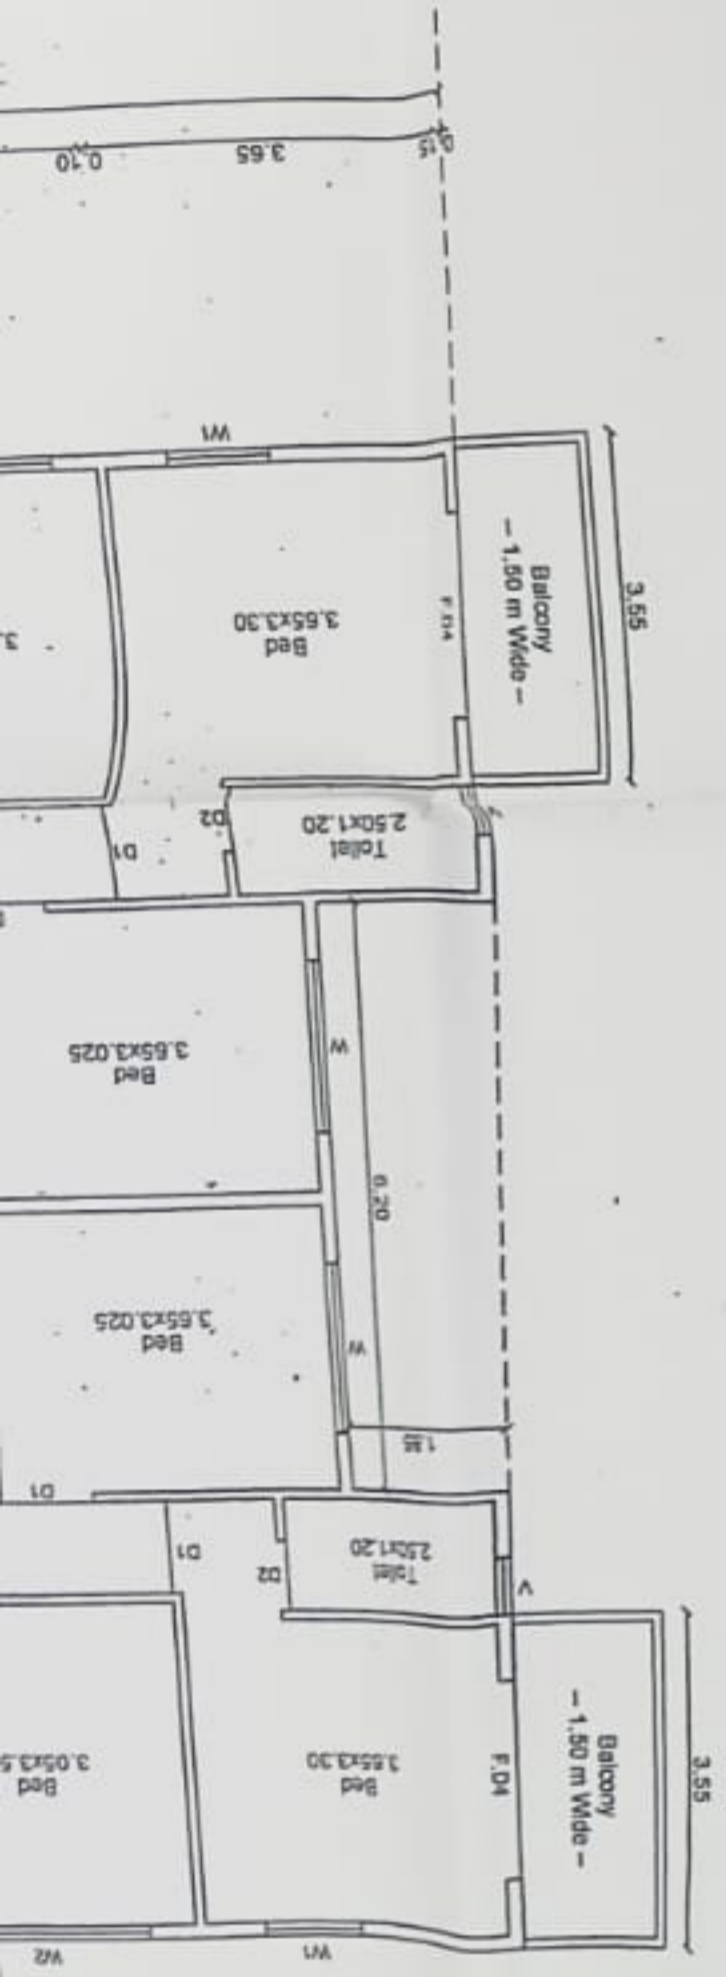 0.10
3.65
0.15
W1
Bed
3.65x3.30
F.D4
Balcony
– 1.50 m Wide –
3.55
3.
D2
Toilet
2.50x1.20
D1
Bed
3.65x3.025
W
6.20
Bed
3.65x3.025
W
1.85
D1
D1
D2
Toilet
2.50x1.20
V
Bed
3.05x3.5
Bed
3.65x3.30
F.D4
Balcony
– 1.50 m Wide –
3.55
W2
W1